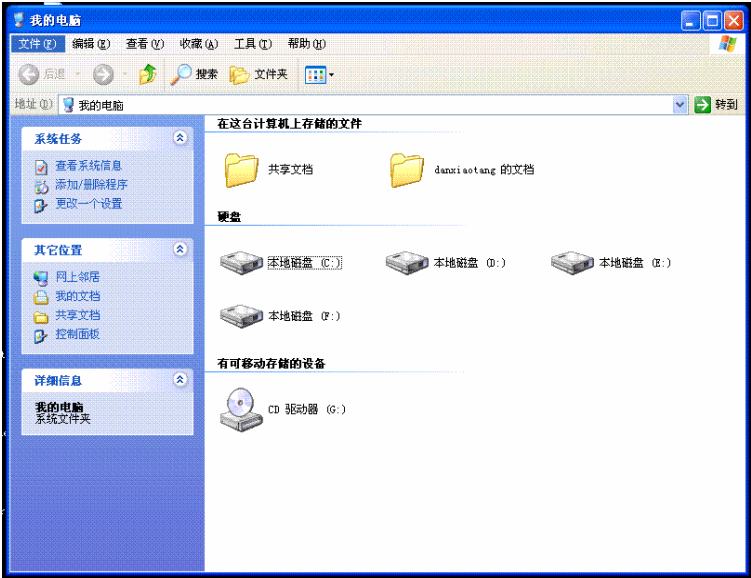 我的电脑
文件(F) 编辑(E) 查看(V) 收藏(A) 工具(T) 帮助(H)
后退 搜索 文件夹
地址(D) 我的电脑 转到
系统任务
查看系统信息
添加/删除程序
更改一个设置
其它位置
网上邻居
我的文档
共享文档
控制面板
详细信息
我的电脑
系统文件夹
在这台计算机上存储的文件
共享文档 danxiaotang 的文档
硬盘
本地磁盘 (C:) 本地磁盘 (D:) 本地磁盘 (E:)
本地磁盘 (F:)
有可移动存储的设备
CD 驱动器 (G:)